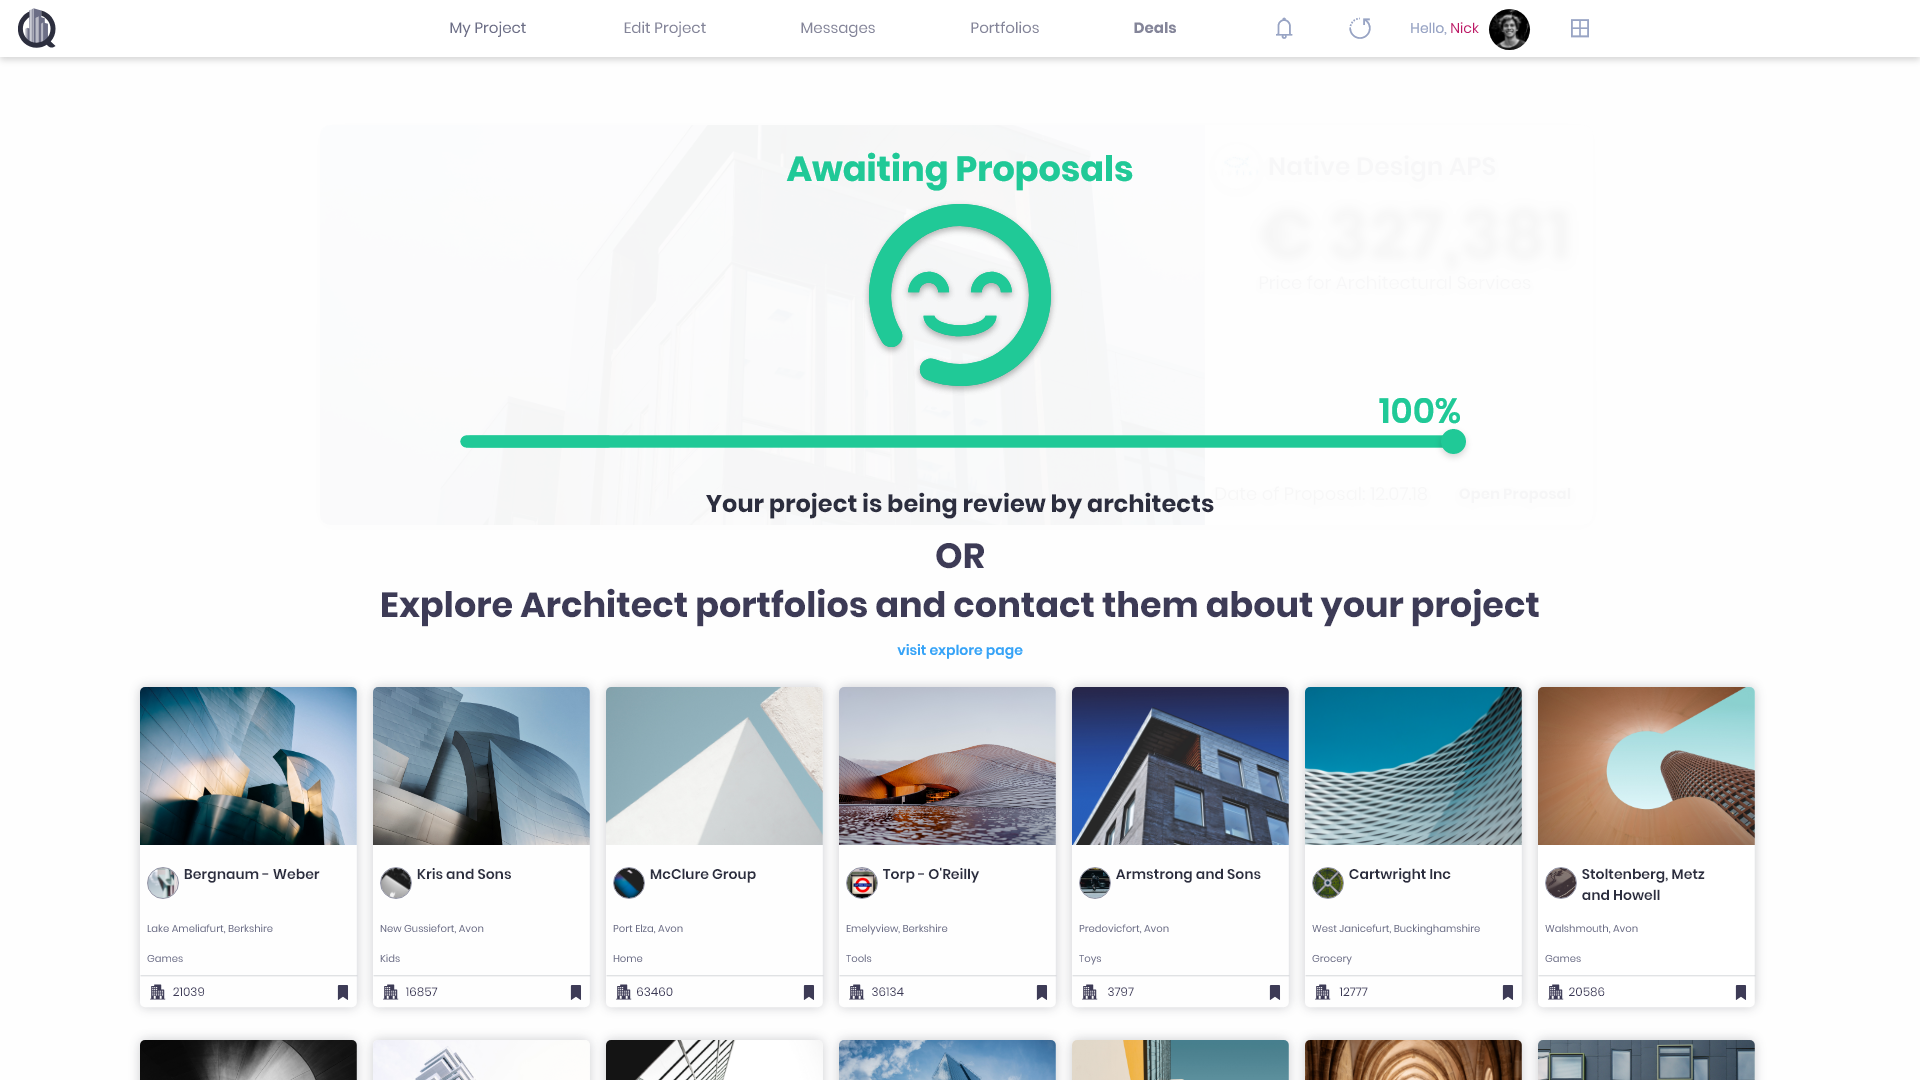 My Project
Edit Project
Messages
Portfolios
Deals
Hello, Nick
Awaiting Proposals
Native Design APS
€ 327,381
Price for Architectural Services
100%
Date of Proposal: 12.07.18
Open Proposal
Your project is being review by architects
OR
Explore Architect portfolios and contact them about your project
visit explore page
Bergnaum - Weber
Lake Ameliafurt, Berkshire
Games
21039
Kris and Sons
New Gussiefort, Avon
Kids
16857
McClure Group
Port Elza, Avon
Home
63460
Torp - O'Reilly
Emelyview, Berkshire
Tools
36134
Armstrong and Sons
Predovicfort, Avon
Toys
3797
Cartwright Inc
West Janicefurt, Buckinghamshire
Grocery
12777
Stoltenberg, Metz
and Howell
Walshmouth, Avon
Games
20586